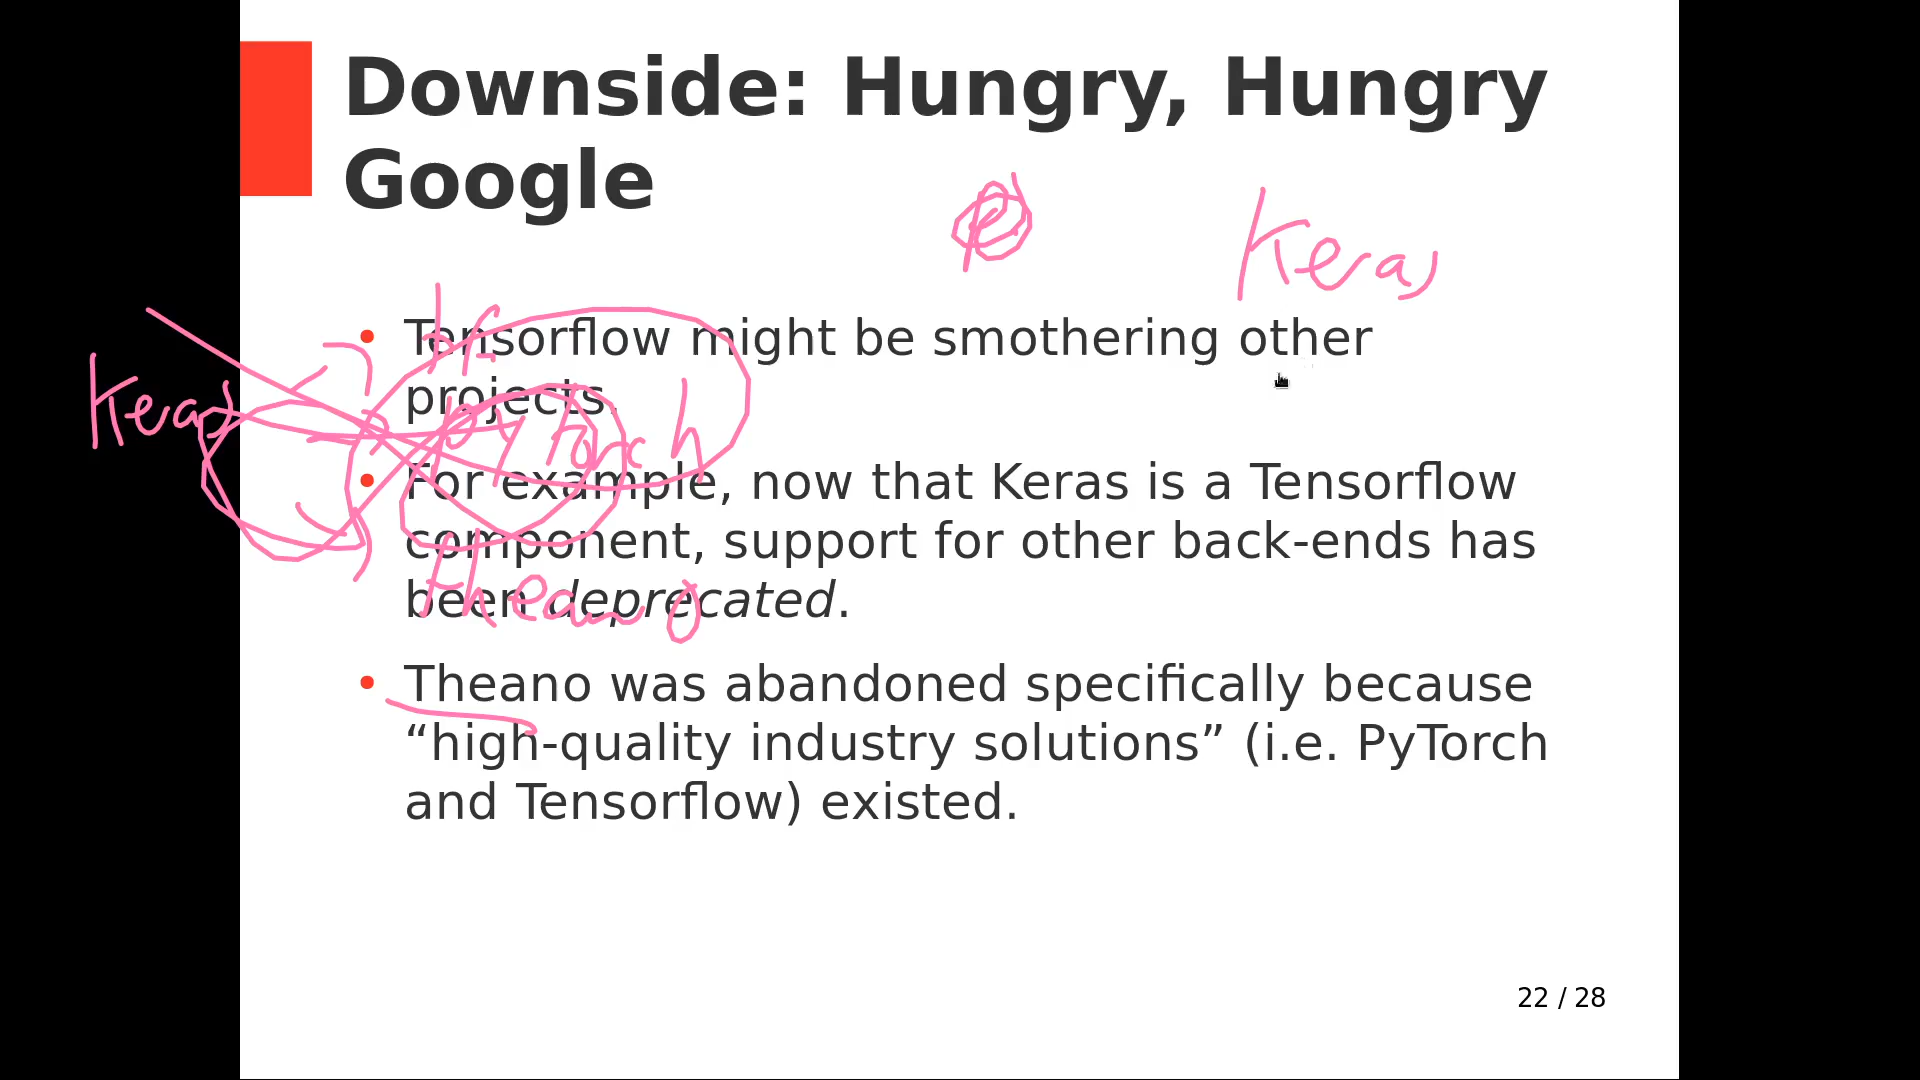 Downside: Hungry, Hungry
Google
Keras
tf
• Tensorflow might be smothering other
projects.
Keras
pyTorch
• For example, now that Keras is a Tensorflow
component, support for other back-ends has
been deprecated.
theano
• Theano was abandoned specifically because
“high-quality industry solutions” (i.e. PyTorch
and Tensorflow) existed.
22 / 28